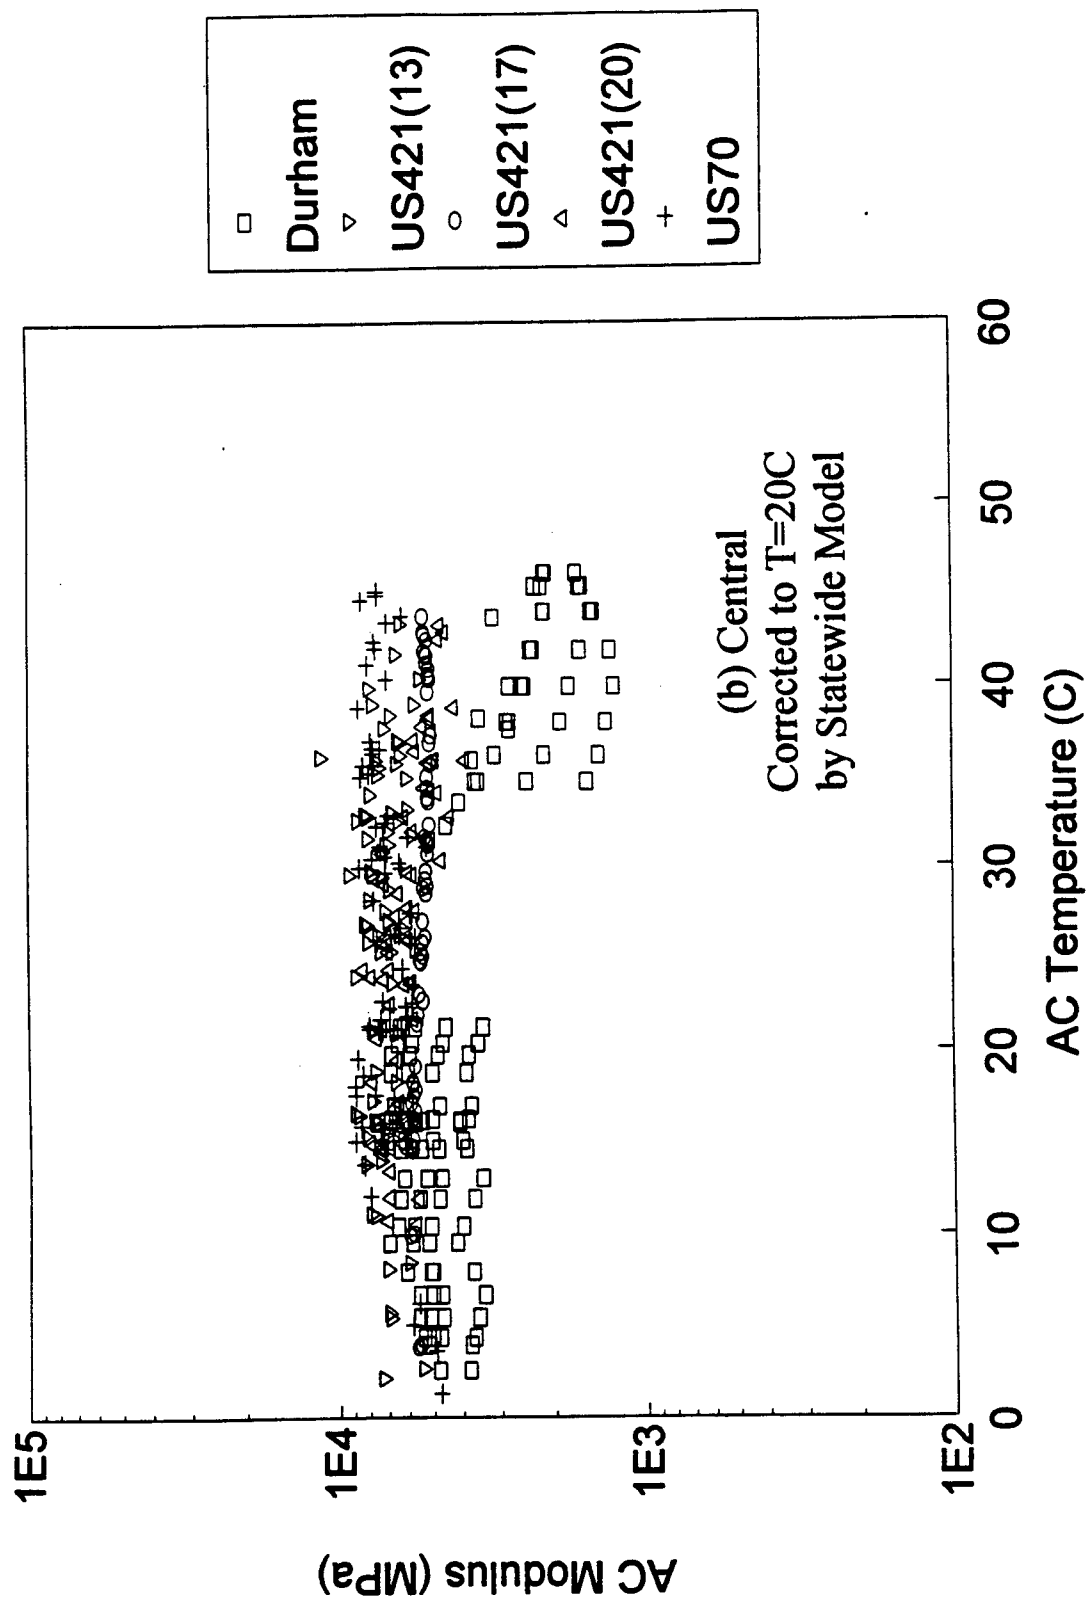 1E5
1E4
1E3
1E2
AC Modulus (MPa)
0
10
20
30
40
50
60
AC Temperature (C)
(b) Central
Corrected to T=20C
by Statewide Model
Durham
US421(13)
US421(17)
US421(20)
US70